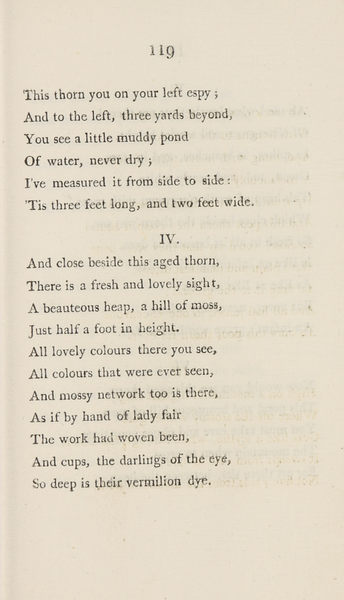 119
This thorn you on your left espy ;
And to the left, three yards beyond,
You see a little muddy pond
Of water, never dry ;
I've measured it from side to side :
'Tis three feet long, and two feet wide.
IV.
And close beside this aged thorn,
There is a fresh and lovely sight,
A beauteous heap, a hill of moss,
Just half a foot in height.
All lovely colours there you see,
All colours that were ever seen,
And mossy network too is there,
As if by hand of lady fair
The work had woven been,
And cups, the darlings of the eye,
So deep is their vermilion dye.